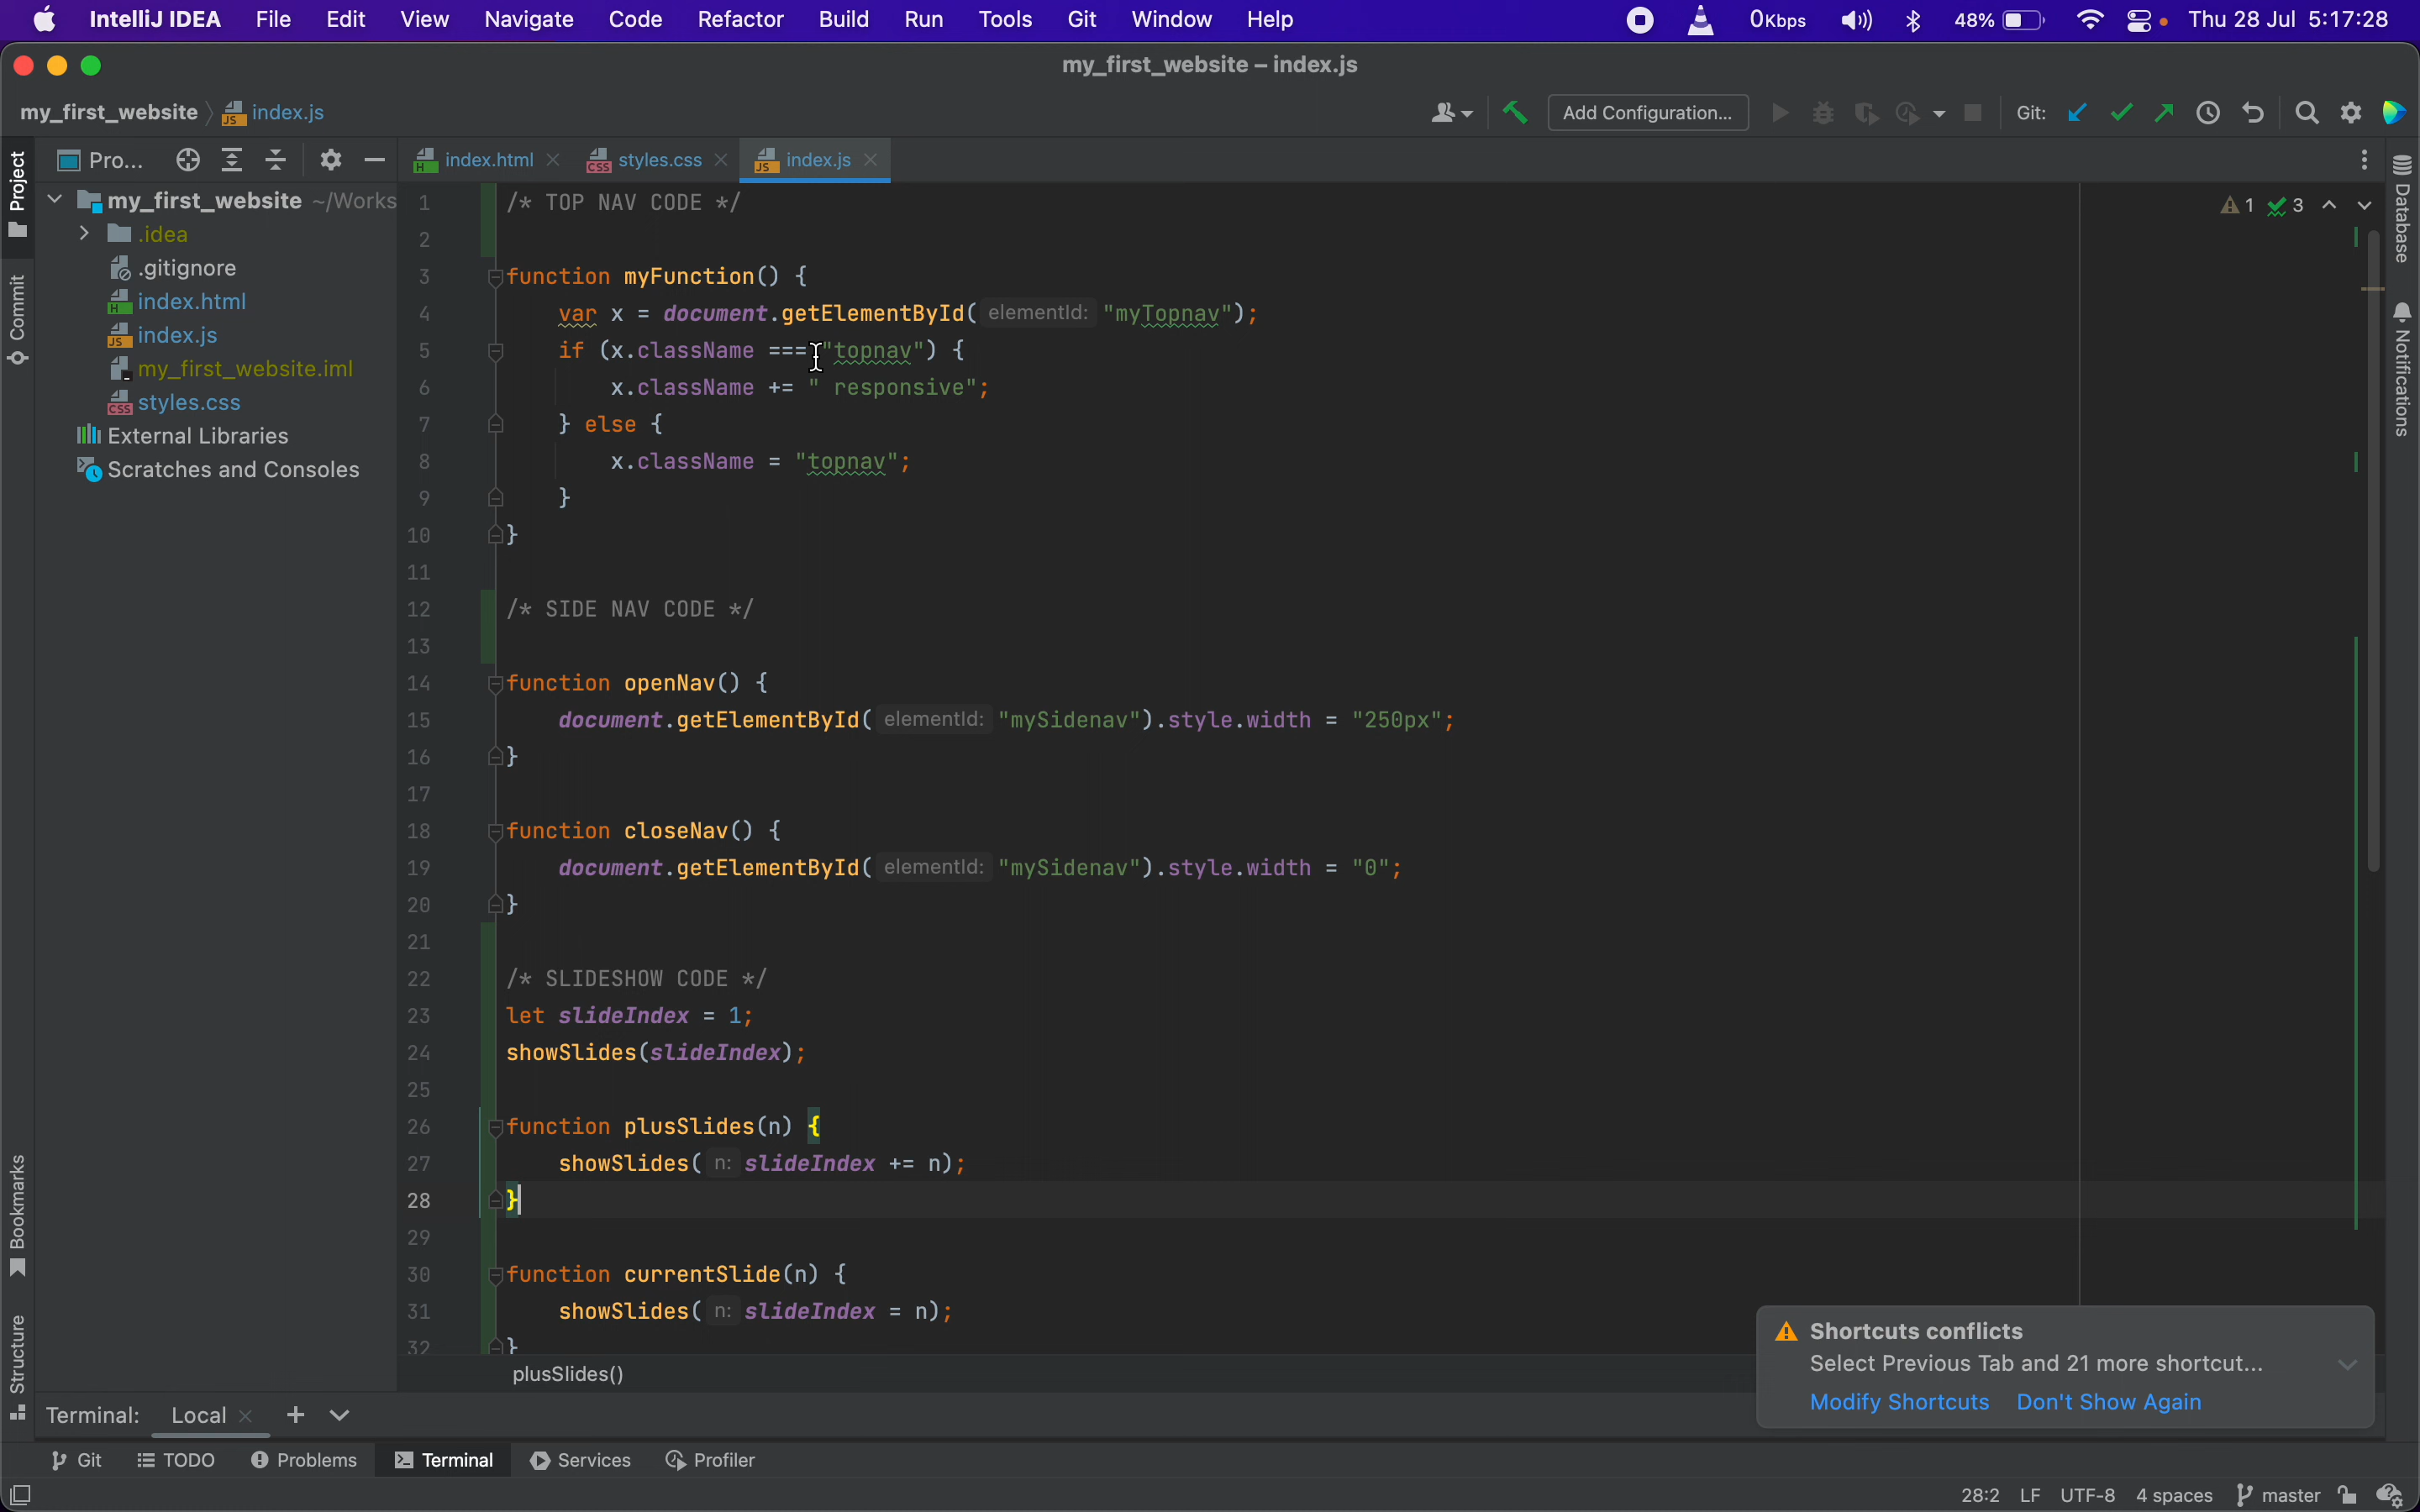 IntelliJ IDEA File Edit View Navigate Code Refactor Build Run Tools Git Window Help 0Kbps 48% Thu 28 Jul 5:17:28
my_first_website – index.js
my_first_website index.js Add Configuration... Git:
Project Pro... index.html styles.css index.js Database
my_first_website ~/Works
.idea
.gitignore
index.html
index.js
my_first_website.iml
styles.css
External Libraries
Scratches and Consoles
Commit
Notifications
Bookmarks
Structure
1 3
1 /* TOP NAV CODE */
2
3 function myFunction() {
4 var x = document.getElementById( elementId: "myTopnav");
5 if (x.className === "topnav") {
6 x.className += " responsive";
7 } else {
8 x.className = "topnav";
9 }
10 }
11
12 /* SIDE NAV CODE */
13
14 function openNav() {
15 document.getElementById( elementId: "mySidenav").style.width = "250px";
16 }
17
18 function closeNav() {
19 document.getElementById( elementId: "mySidenav").style.width = "0";
20 }
21
22 /* SLIDESHOW CODE */
23 let slideIndex = 1;
24 showSlides(slideIndex);
25
26 function plusSlides(n) {
27 showSlides( n: slideIndex += n);
28 }
29
30 function currentSlide(n) {
31 showSlides( n: slideIndex = n);
32 }
plusSlides()
Shortcuts conflicts
Select Previous Tab and 21 more shortcut...
Modify Shortcuts Don't Show Again
Terminal: Local
Git TODO Problems Terminal Services Profiler
28:2 LF UTF-8 4 spaces master